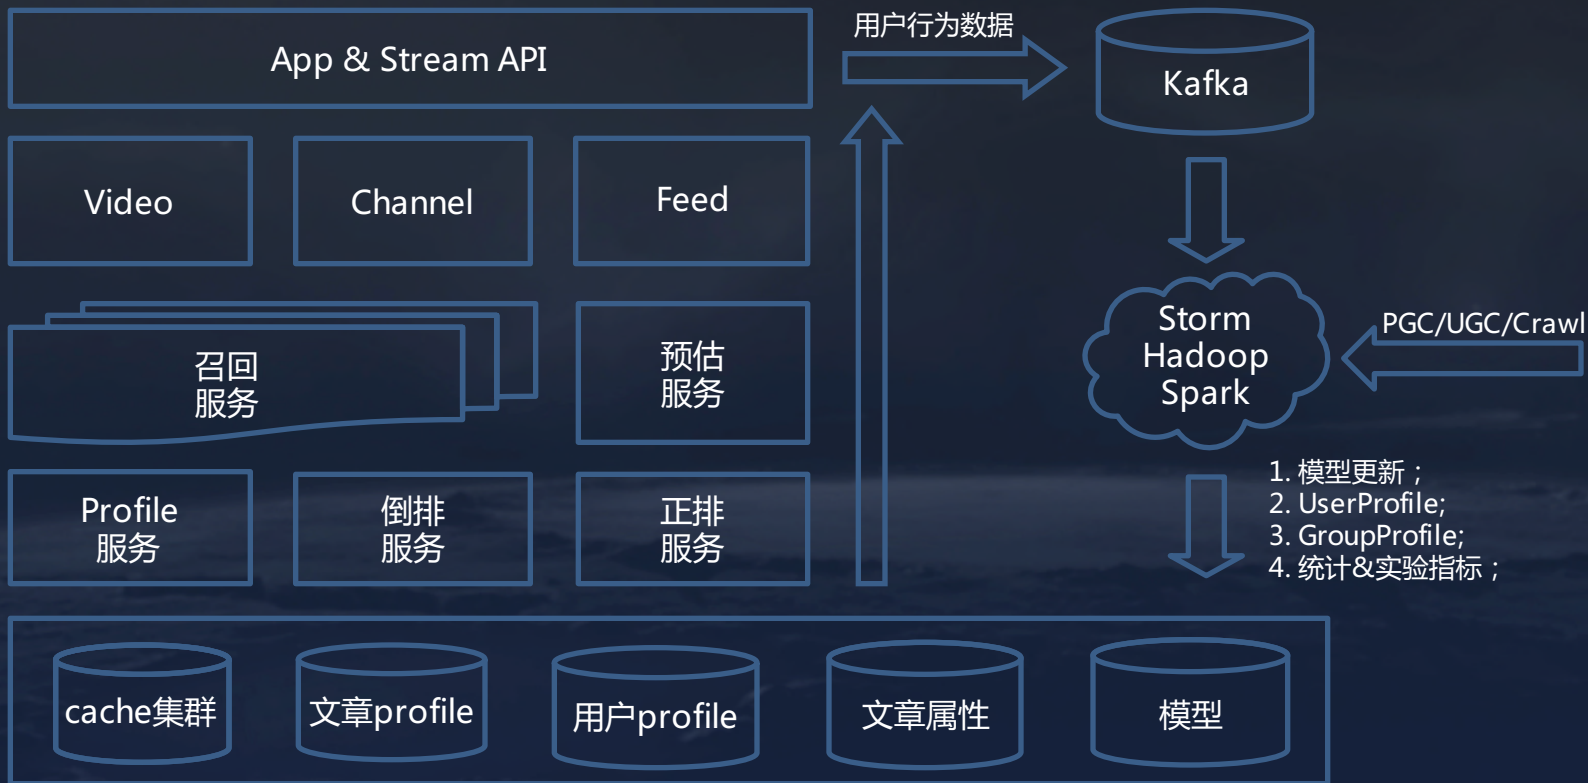 App & Stream API
用户行为数据
Kafka
Video
Channel
Feed
Storm
Hadoop
Spark
PGC/UGC/Crawl
召回
服务
预估
服务
Profile
服务
倒排
服务
正排
服务
1. 模型更新；
2. UserProfile;
3. GroupProfile;
4. 统计&实验指标；
cache集群
文章profile
用户profile
文章属性
模型